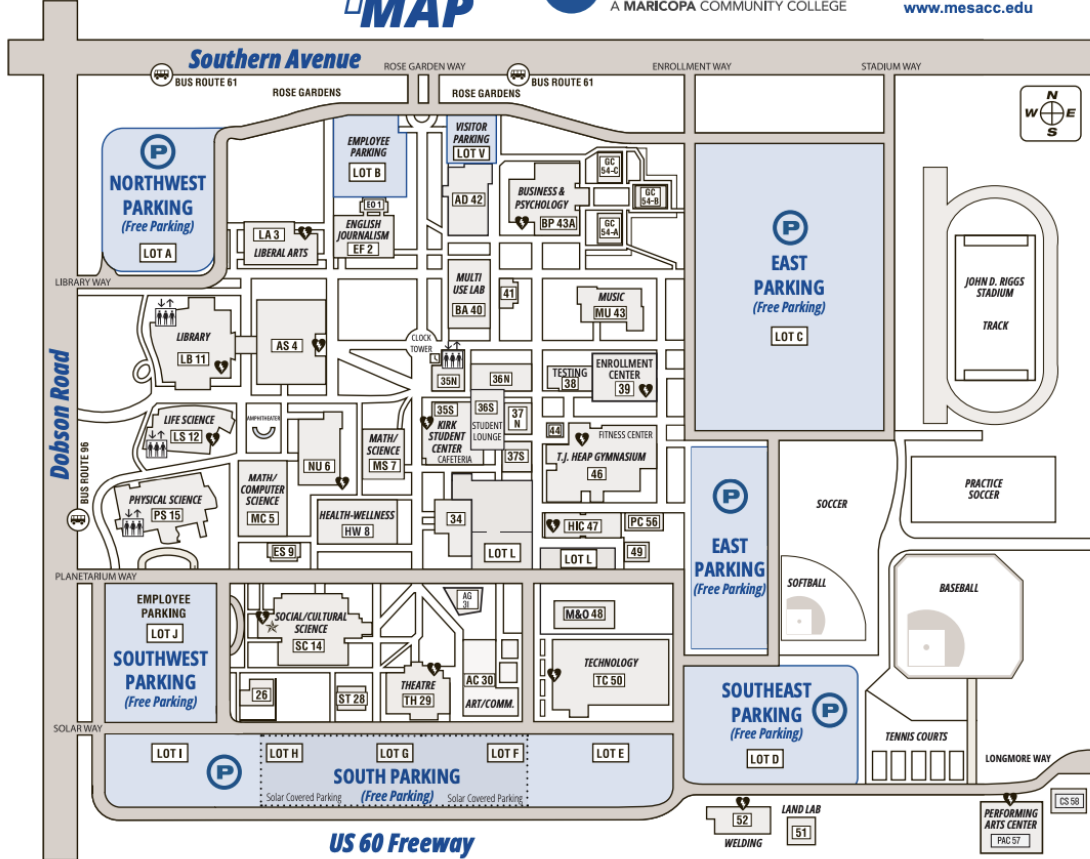 MAP
A MARICOPA COMMUNITY COLLEGE
www.mesacc.edu
Southern Avenue
ROSE GARDEN WAY
ENROLLMENT WAY
STADIUM WAY
BUS ROUTE 61
BUS ROUTE 61
ROSE GARDENS
ROSE GARDENS
N
W E
S
P
NORTHWEST
PARKING
(Free Parking)
LOT A
EMPLOYEE
PARKING
LOT B
VISITOR
PARKING
LOT V
EO 1
ENGLISH
JOURNALISM
EF 2
LA 3
LIBERAL ARTS
AD 42
BUSINESS &
PSYCHOLOGY
BP 43A
GC
54-C
GC
54-B
GC
54-A
P
EAST
PARKING
(Free Parking)
LOT C
JOHN D. RIGGS
STADIUM
TRACK
LIBRARY WAY
MULTI
USE LAB
BA 40
41
MUSIC
MU 43
LIBRARY
LB 11
AS 4
CLOCK
TOWER
35N
36N
TESTING
38
ENROLLMENT
CENTER
39
Dobson Road
BUS ROUTE 96
LIFE SCIENCE
LS 12
AMPHITHEATER
NU 6
MATH/
SCIENCE
MS 7
35S
KIRK
STUDENT
CENTER
CAFETERIA
36S
STUDENT
LOUNGE
37
N
37S
44
FITNESS CENTER
T.J. HEAP GYMNASIUM
46
PHYSICAL SCIENCE
PS 15
MATH/
COMPUTER
SCIENCE
MC 5
HEALTH-WELLNESS
HW 8
ES 9
34
LOT L
HIC 47
PC 56
LOT L
49
P
EAST
PARKING
(Free Parking)
SOCCER
PRACTICE
SOCCER
SOFTBALL
BASEBALL
PLANETARIUM WAY
EMPLOYEE
PARKING
LOT J
SOUTHWEST
PARKING
(Free Parking)
SOCIAL/CULTURAL
SCIENCE
SC 14
AG
31
M&O 48
TECHNOLOGY
TC 50
26
ST 28
THEATRE
TH 29
AC 30
ART/COMM.
SOUTHEAST
PARKING
(Free Parking)
P
LOT D
TENNIS COURTS
LONGMORE WAY
SOLAR WAY
LOT I
P
LOT H
LOT G
LOT F
LOT E
SOUTH PARKING
(Free Parking)
Solar Covered Parking
Solar Covered Parking
US 60 Freeway
52
WELDING
LAND LAB
51
PERFORMING
ARTS CENTER
PAC 57
CS 58